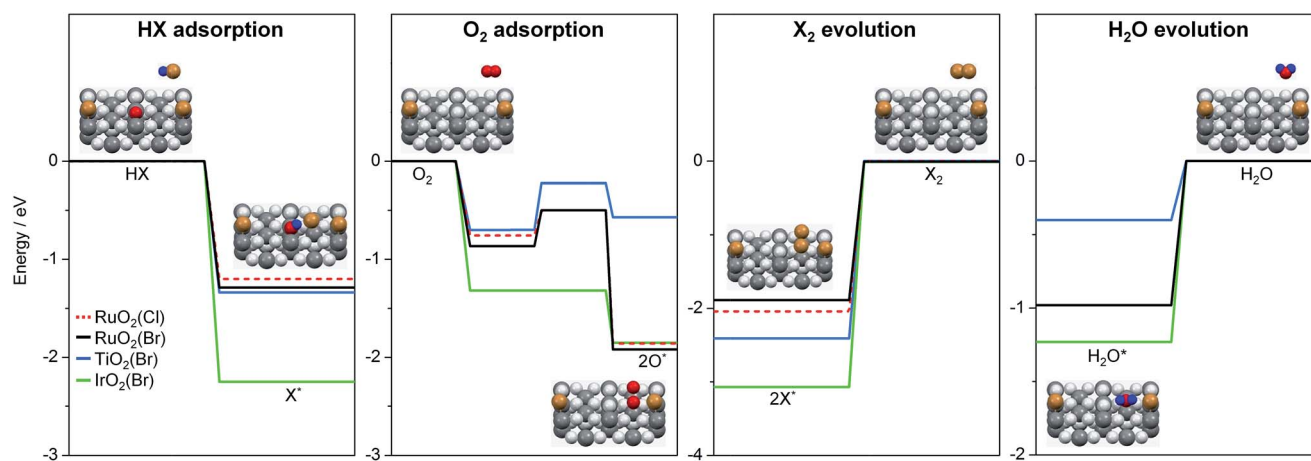 HX adsorption
O2 adsorption
X2 evolution
H2O evolution
Energy / eV
0
-1
-2
-3
HX
X*
RuO2(Cl)
RuO2(Br)
TiO2(Br)
IrO2(Br)
0
-1
-2
-3
O2
2O*
0
-2
-4
X2
2X*
0
-1
-2
H2O
H2O*